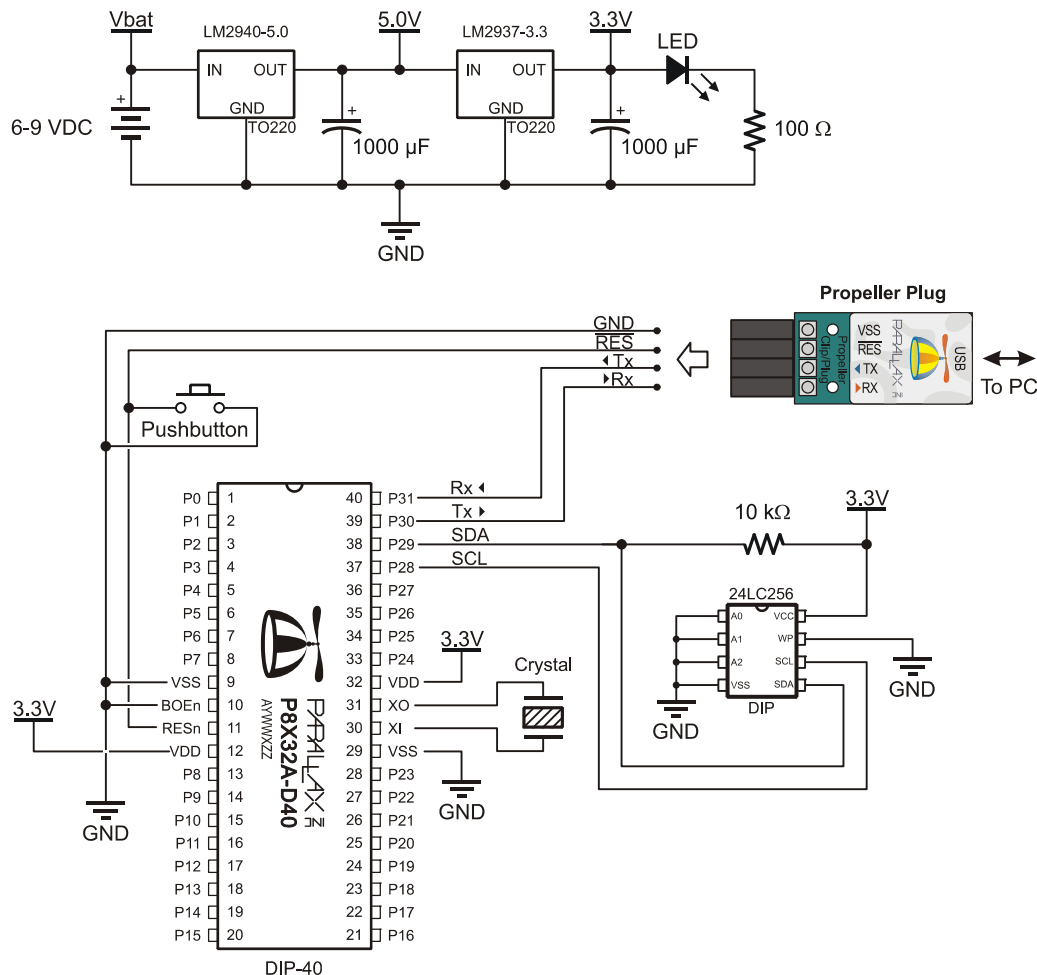 Vbat
LM2940-5.0
5.0V
LM2937-3.3
3.3V
LED
IN OUT
GND
TO220
IN OUT
GND
TO220
+
6-9 VDC
+
1000 µF
+
1000 µF
100 Ω
GND
Propeller Plug
GND
RES
◂Tx
▸Rx
VSS
RES
◂TX
▸RX
Propeller
Clip/Plug
PARALLAX INC
USB
To PC
Pushbutton
P0 1 40 P31 Rx ◂
P1 2 39 P30 Tx ▸
P2 3 38 P29 SDA
P3 4 37 P28 SCL
P4 5 36 P27
P5 6 35 P26
P6 7 34 P25
P7 8 33 P24
VSS 9 32 VDD
BOEn 10 31 XO
RESn 11 30 XI
VDD 12 29 VSS
P8 13 28 P23
P9 14 27 P22
P10 15 26 P21
P11 16 25 P20
P12 17 24 P19
P13 18 23 P18
P14 19 22 P17
P15 20 21 P16
PARALLAX INC
P8X32A-D40
AYWWXZZ
DIP-40
3.3V
GND
3.3V
Crystal
GND
10 kΩ
3.3V
24LC256
A0 VCC
A1 WP
A2 SCL
VSS SDA
DIP
GND
GND